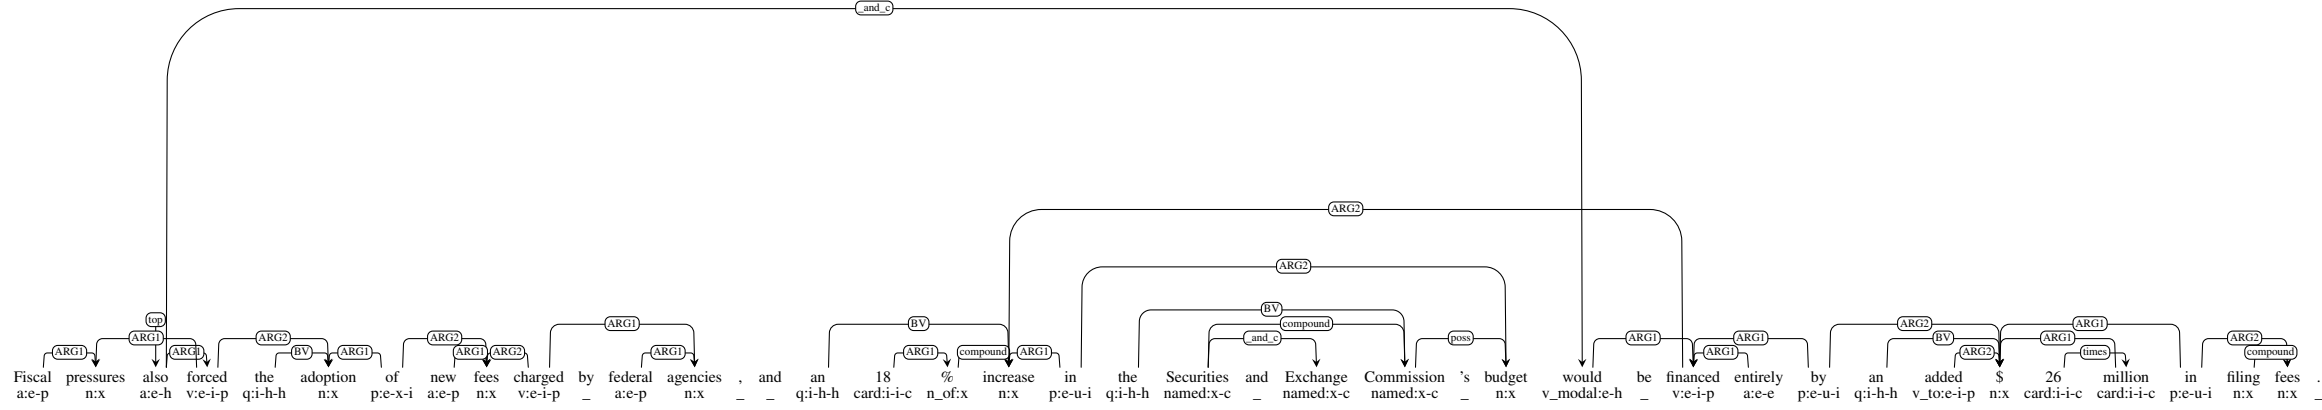 _and_c
ARG2
ARG2
BV
top ARG1 BV compound ARG2 ARG1
ARG1 ARG2 ARG2 _and_c poss ARG1 ARG1 BV ARG1 ARG2
ARG1 ARG1 BV ARG1 ARG1 ARG2 ARG1 ARG1 compound ARG1 ARG1 ARG2 times compound
Fiscal pressures also forced the adoption of new fees charged by federal agencies , and an 18 % increase in the Securities and Exchange Commission 's budget would be financed entirely by an added $ 26 million in filing fees .
a:e-p n:x a:e-h v:e-i-p q:i-h-h n:x p:e-x-i a:e-p n:x v:e-i-p _ a:e-p n:x _ _ q:i-h-h card:i-i-c n_of:x n:x p:e-u-i q:i-h-h named:x-c _ named:x-c named:x-c _ n:x v_modal:e-h _ v:e-i-p a:e-e p:e-u-i q:i-h-h v_to:e-i-p n:x card:i-i-c card:i-i-c p:e-u-i n:x n:x _